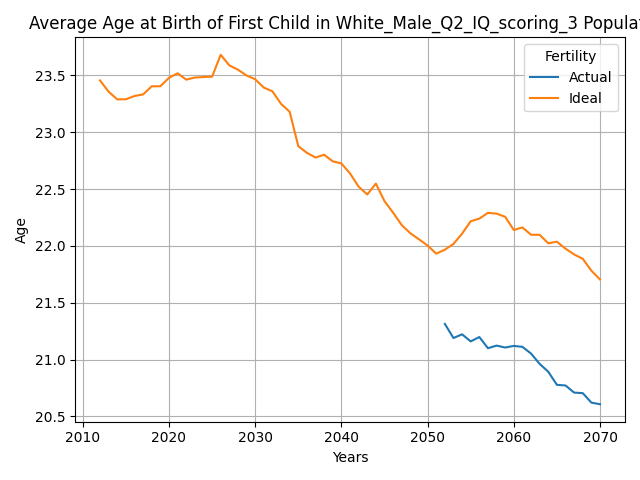 Average Age at Birth of First Child in White_Male_Q2_IQ_scoring_3 Populat
Fertility
Actual
Ideal
23.5
23.0
22.5
22.0
21.5
21.0
20.5
Age
2010
2020
2030
2040
2050
2060
2070
Years